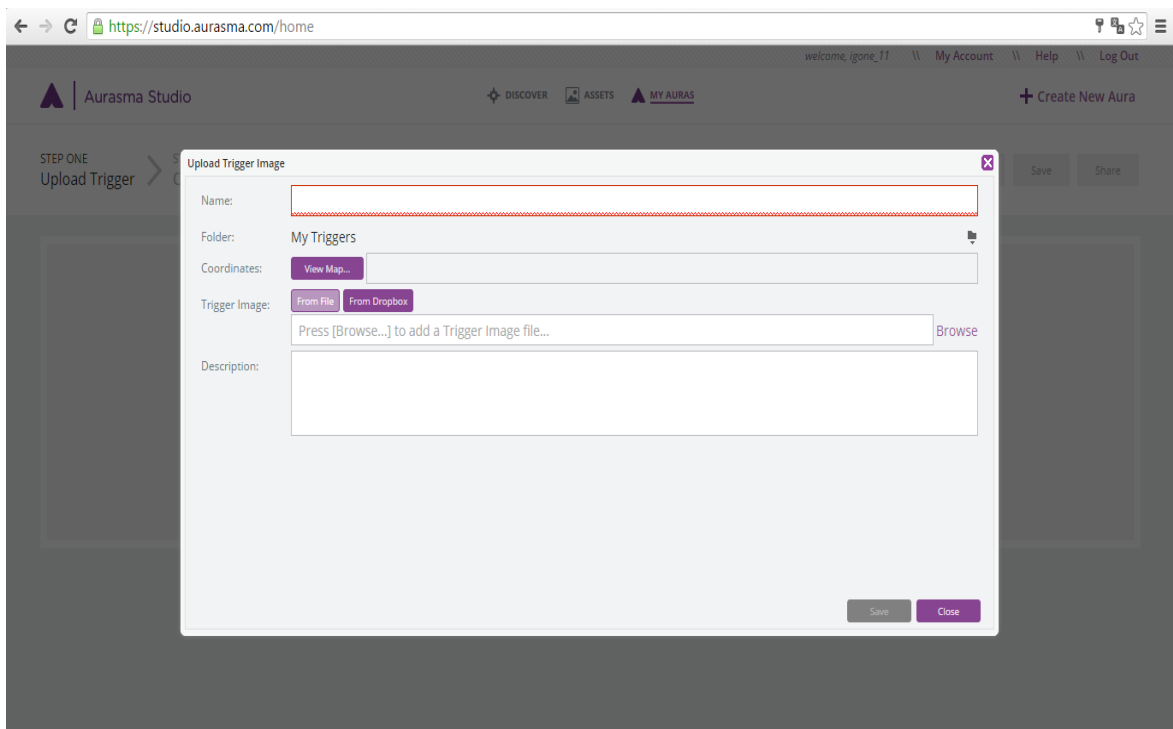 https://studio.aurasma.com/home
welcome, igone_11 \\ My Account \\ Help \\ Log Out
Aurasma Studio
DISCOVER ASSETS MY AURAS
Create New Aura
STEP ONE
Upload Trigger
Save Share
Upload Trigger Image
Name:
Folder: My Triggers
Coordinates: View Map...
Trigger Image: From File From Dropbox
Press [Browse...] to add a Trigger Image file... Browse
Description:
Save Close